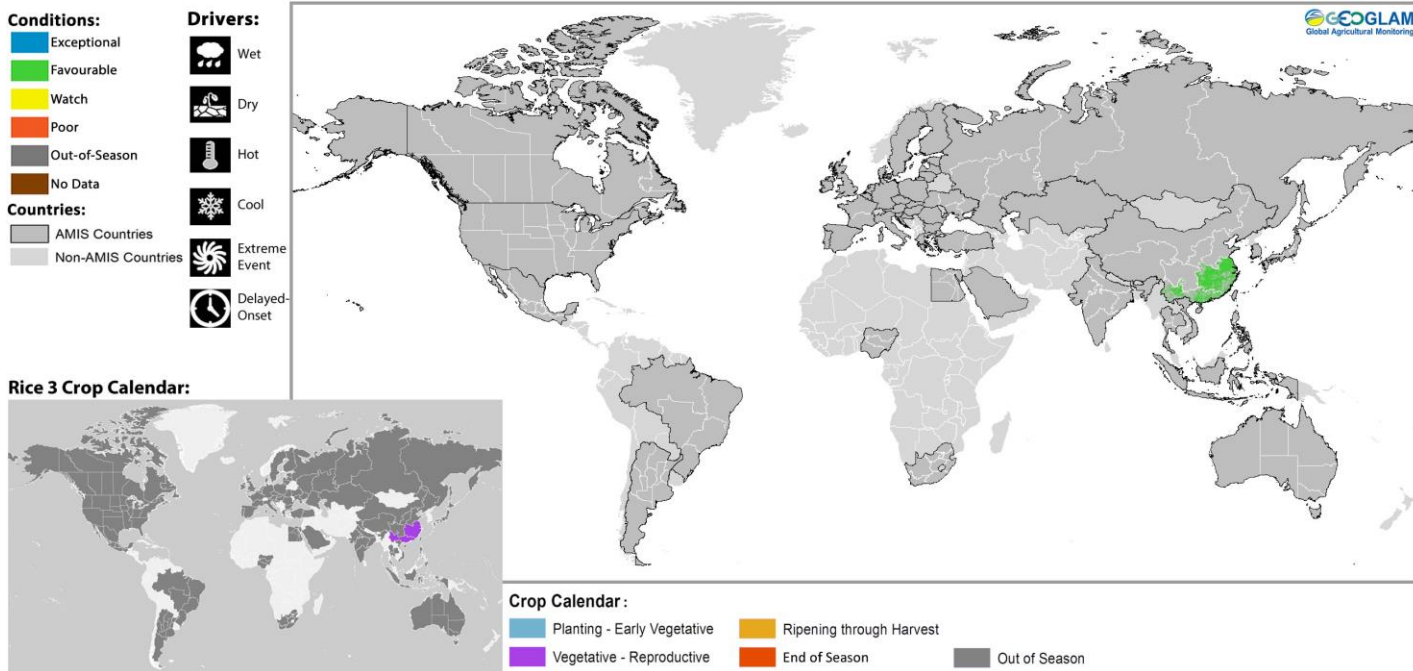 Conditions:
Exceptional
Favourable
Watch
Poor
Out-of-Season
No Data
Countries:
AMIS Countries
Non-AMIS Countries
Drivers:
Wet
Dry
Hot
Cool
Extreme
Event
Delayed-
Onset
GEOGLAM
Global Agricultural Monitoring
Rice 3 Crop Calendar:
Crop Calendar :
Planting - Early Vegetative
Vegetative - Reproductive
Ripening through Harvest
End of Season
Out of Season